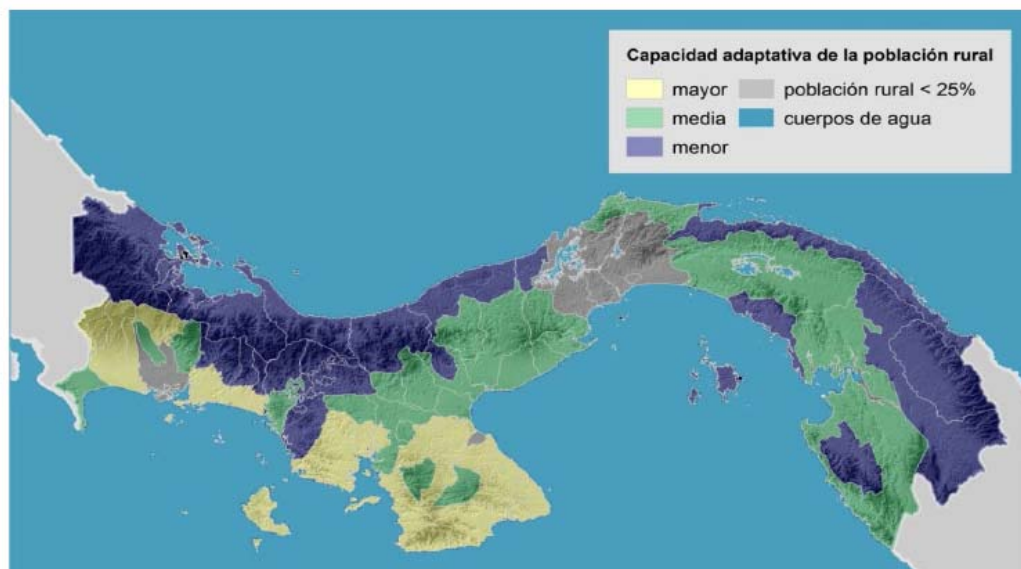 Capacidad adaptativa de la población rural
mayor
población rural < 25%
media
cuerpos de agua
menor